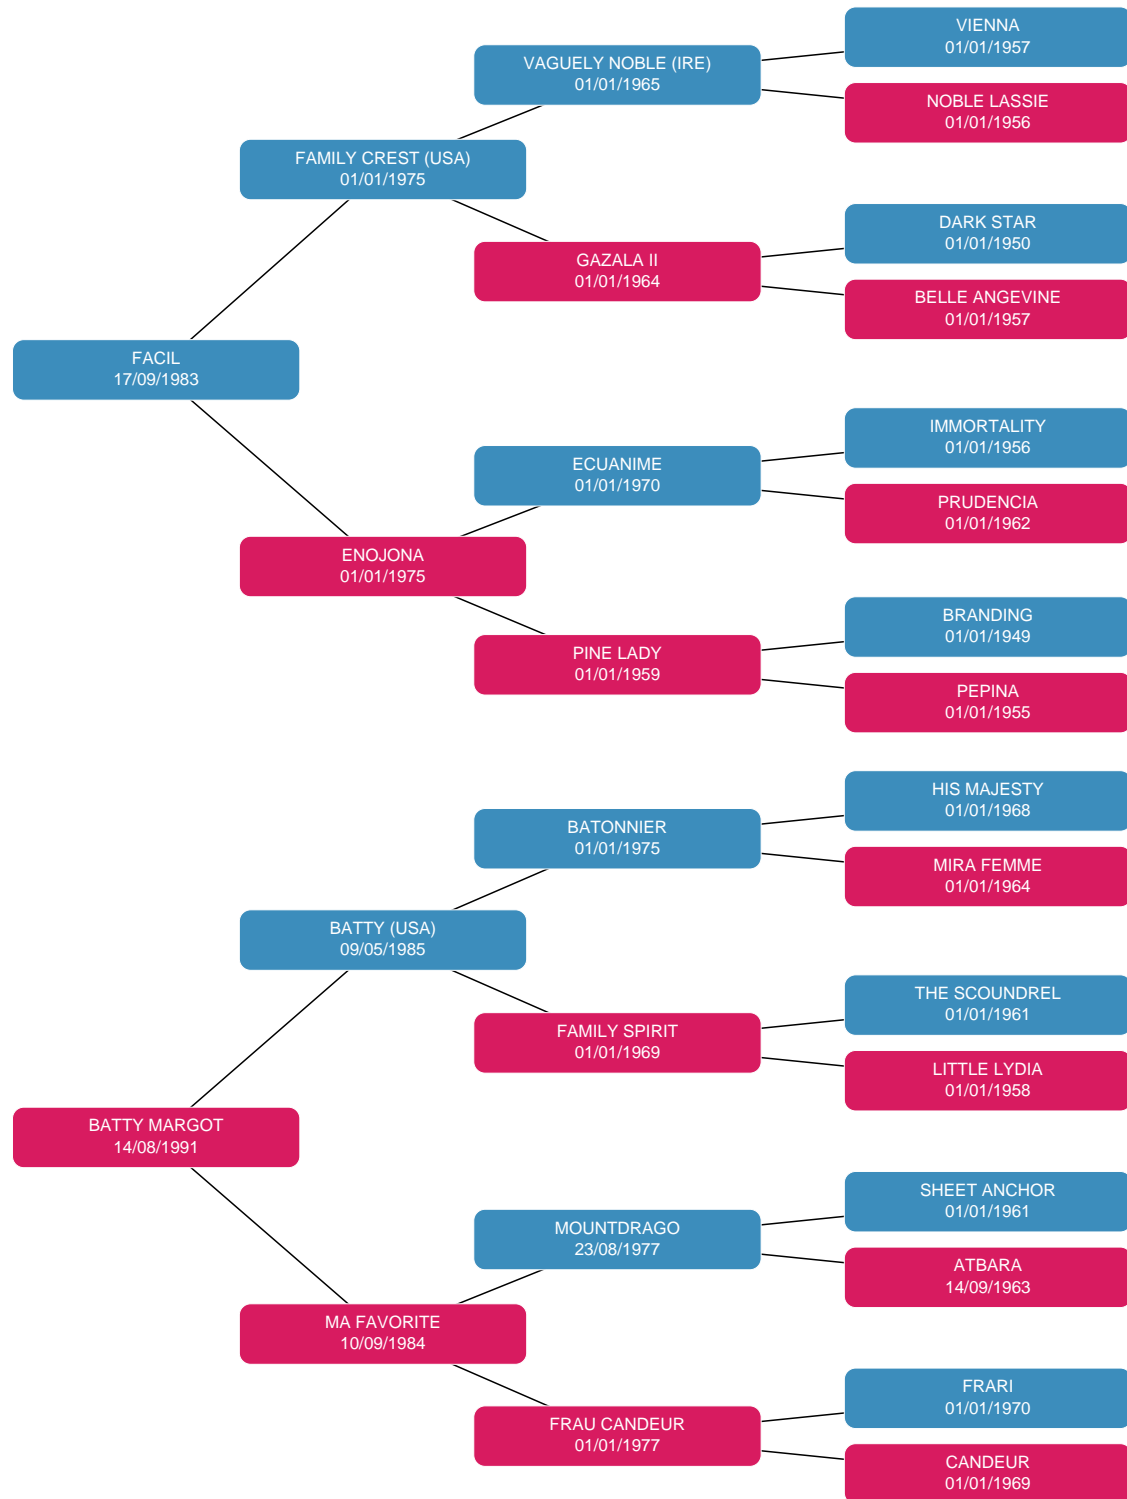 VIENNA
01/01/1957
VAGUELY NOBLE (IRE)
01/01/1965
NOBLE LASSIE
01/01/1956
FAMILY CREST (USA)
01/01/1975
DARK STAR
01/01/1950
GAZALA II
01/01/1964
BELLE ANGEVINE
01/01/1957
FACIL
17/09/1983
IMMORTALITY
01/01/1956
ECUANIME
01/01/1970
PRUDENCIA
01/01/1962
ENOJONA
01/01/1975
BRANDING
01/01/1949
PINE LADY
01/01/1959
PEPINA
01/01/1955
HIS MAJESTY
01/01/1968
BATONNIER
01/01/1975
MIRA FEMME
01/01/1964
BATTY (USA)
09/05/1985
THE SCOUNDREL
01/01/1961
FAMILY SPIRIT
01/01/1969
LITTLE LYDIA
01/01/1958
BATTY MARGOT
14/08/1991
SHEET ANCHOR
01/01/1961
MOUNTDRAGO
23/08/1977
ATBARA
14/09/1963
MA FAVORITE
10/09/1984
FRARI
01/01/1970
FRAU CANDEUR
01/01/1977
CANDEUR
01/01/1969